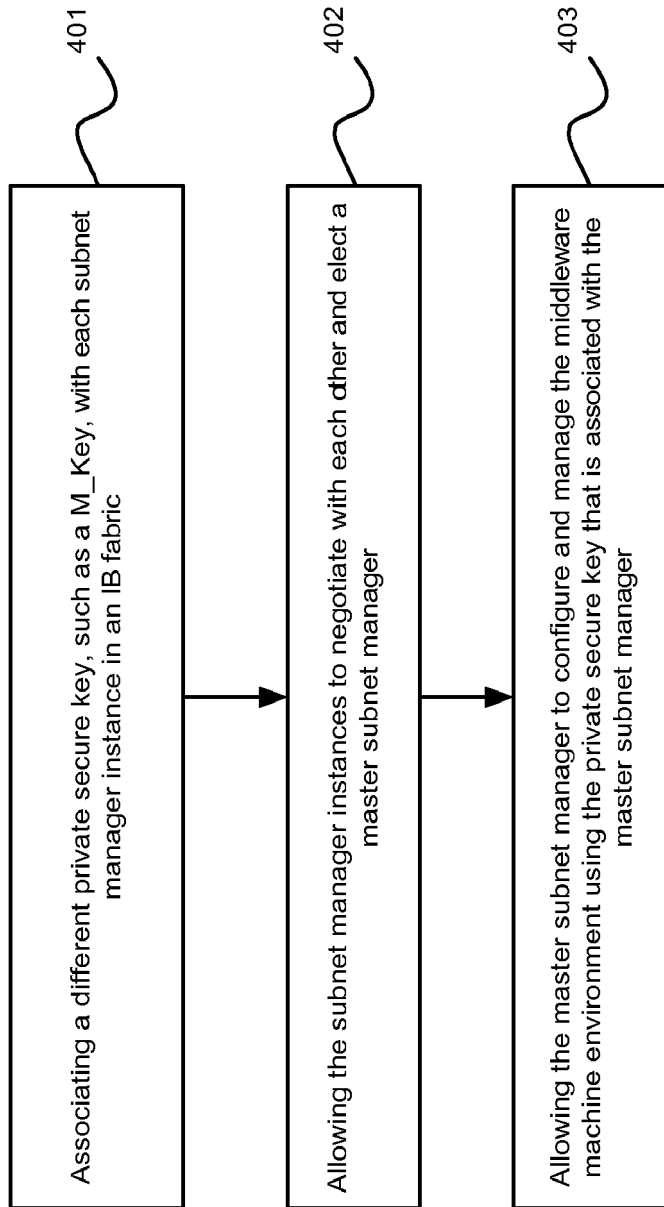 Associating a different private secure key, such as a M_Key, with each subnet
manager instance in an IB fabric
401
Allowing the subnet manager instances to negotiate with each other and elect a
master subnet manager
402
Allowing the master subnet manager to configure and manage the middleware
machine environment using the private secure key that is associated with the
master subnet manager
403